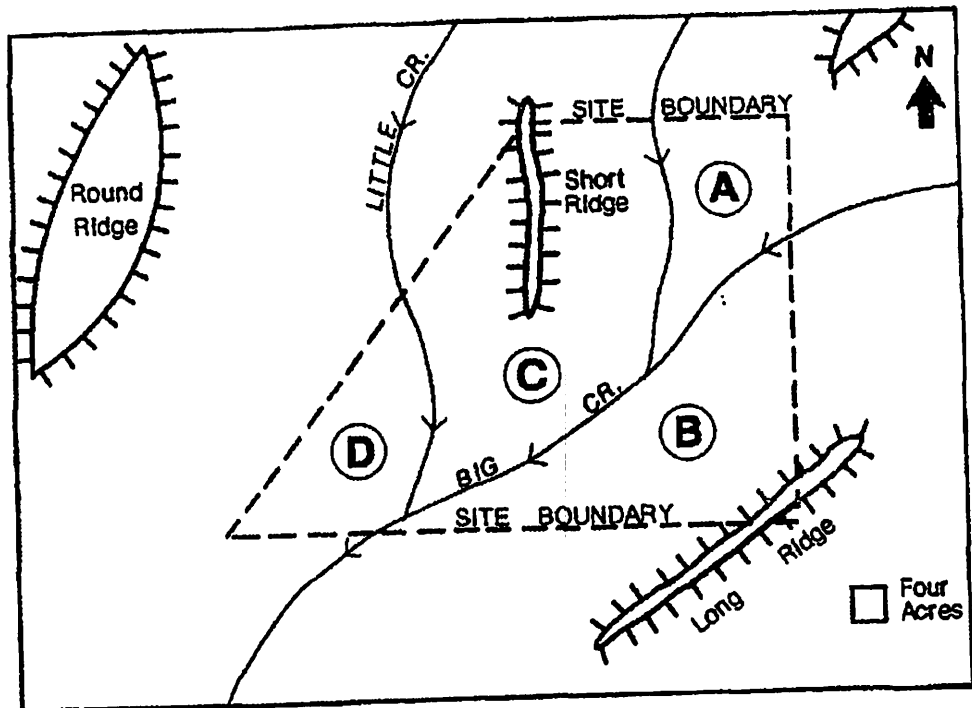 LITTLE CR.
N
SITE BOUNDARY
A
Round
Ridge
Short
Ridge
C
BIG CR.
B
D
SITE BOUNDARY
Long Ridge
Four
Acres